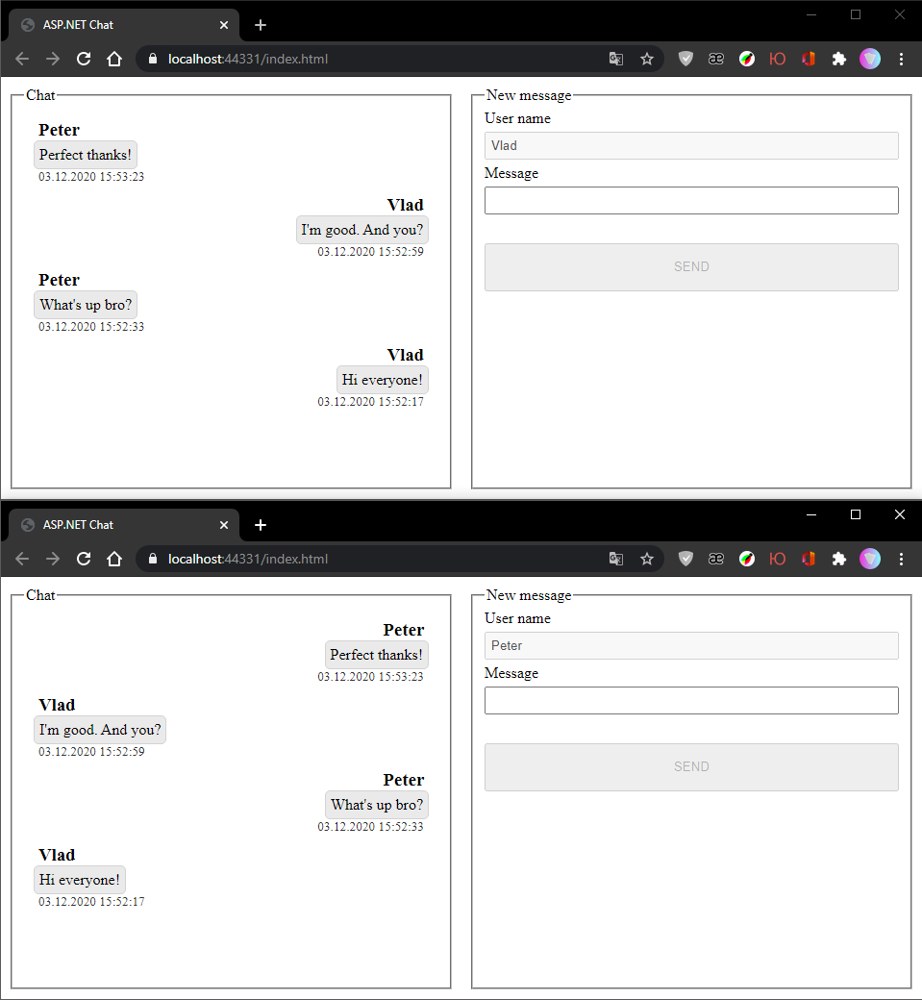 ASP.NET Chat
localhost:44331/index.html
Chat
Peter
Perfect thanks!
03.12.2020 15:53:23
Vlad
I'm good. And you?
03.12.2020 15:52:59
Peter
What's up bro?
03.12.2020 15:52:33
Vlad
Hi everyone!
03.12.2020 15:52:17
New message
User name
Vlad
Message
SEND
ASP.NET Chat
localhost:44331/index.html
Chat
Peter
Perfect thanks!
03.12.2020 15:53:23
Vlad
I'm good. And you?
03.12.2020 15:52:59
Peter
What's up bro?
03.12.2020 15:52:33
Vlad
Hi everyone!
03.12.2020 15:52:17
New message
User name
Peter
Message
SEND